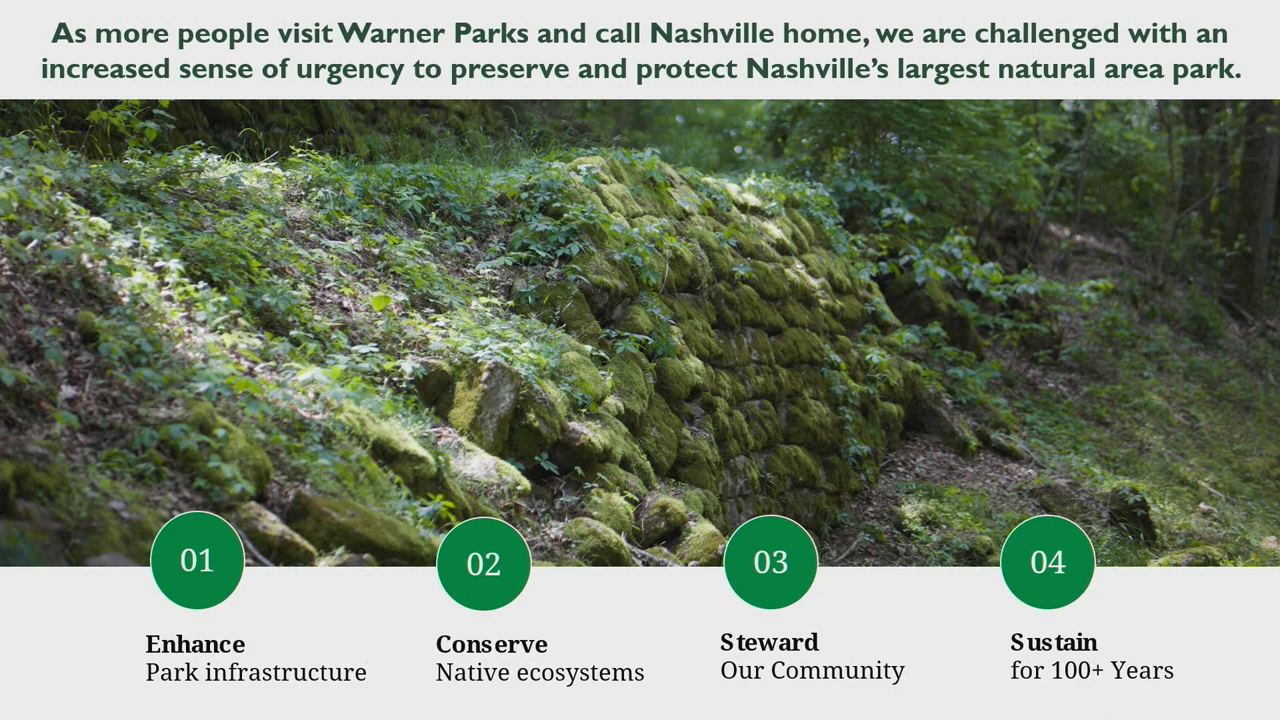 As more people visit Warner Parks and call Nashville home, we are challenged with an
increased sense of urgency to preserve and protect Nashville's largest natural area park.
01
02
03
04
Enhance
Park infrastructure
Conserve
Native ecosystems
Steward
Our Community
Sustain
for 100+ Years